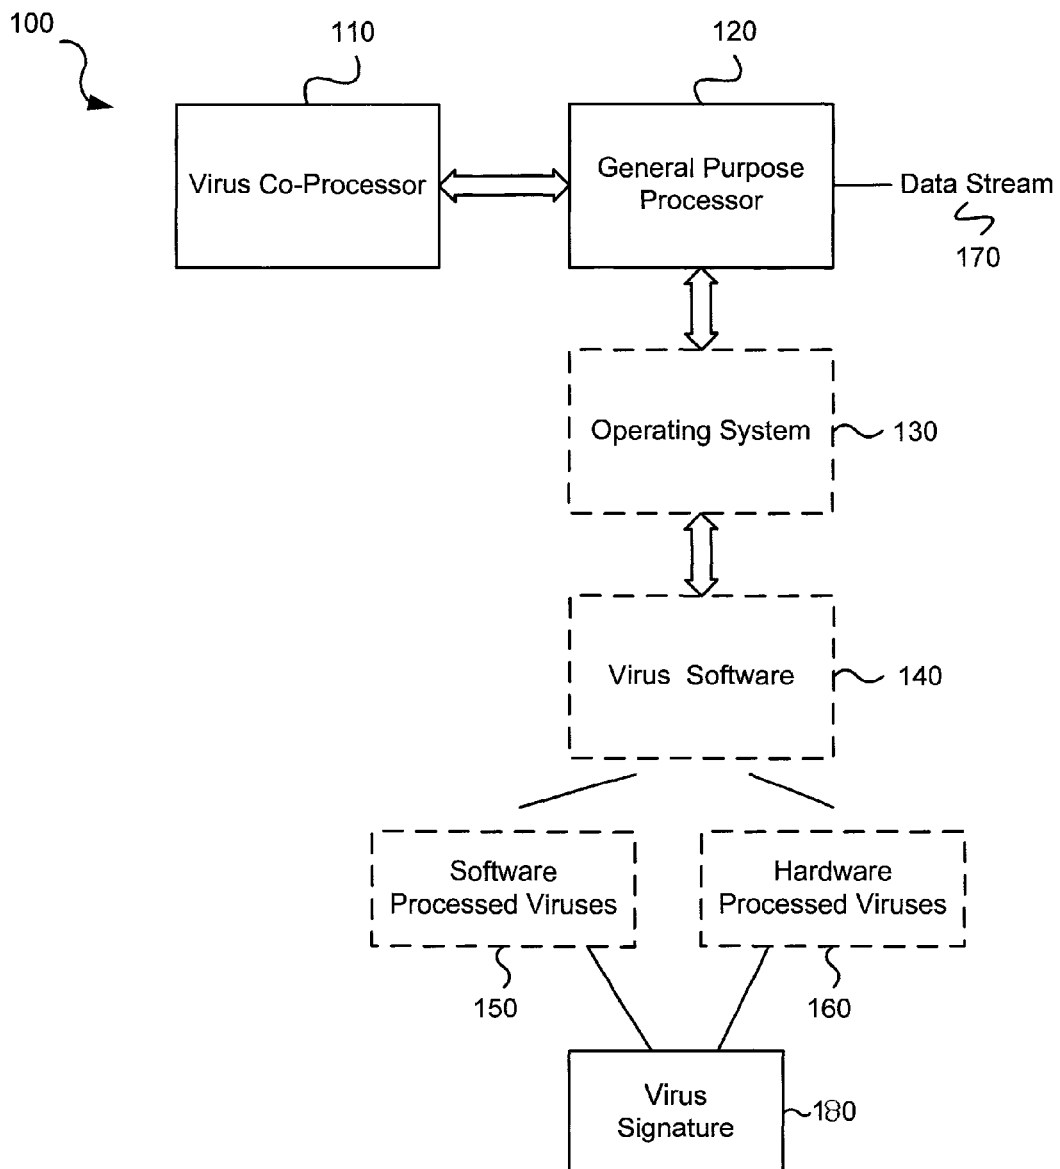 100
110
120
Virus Co-Processor
General Purpose
Processor
Data Stream
170
Operating System
130
Virus Software
140
Software
Processed Viruses
Hardware
Processed Viruses
150
160
Virus
Signature
180